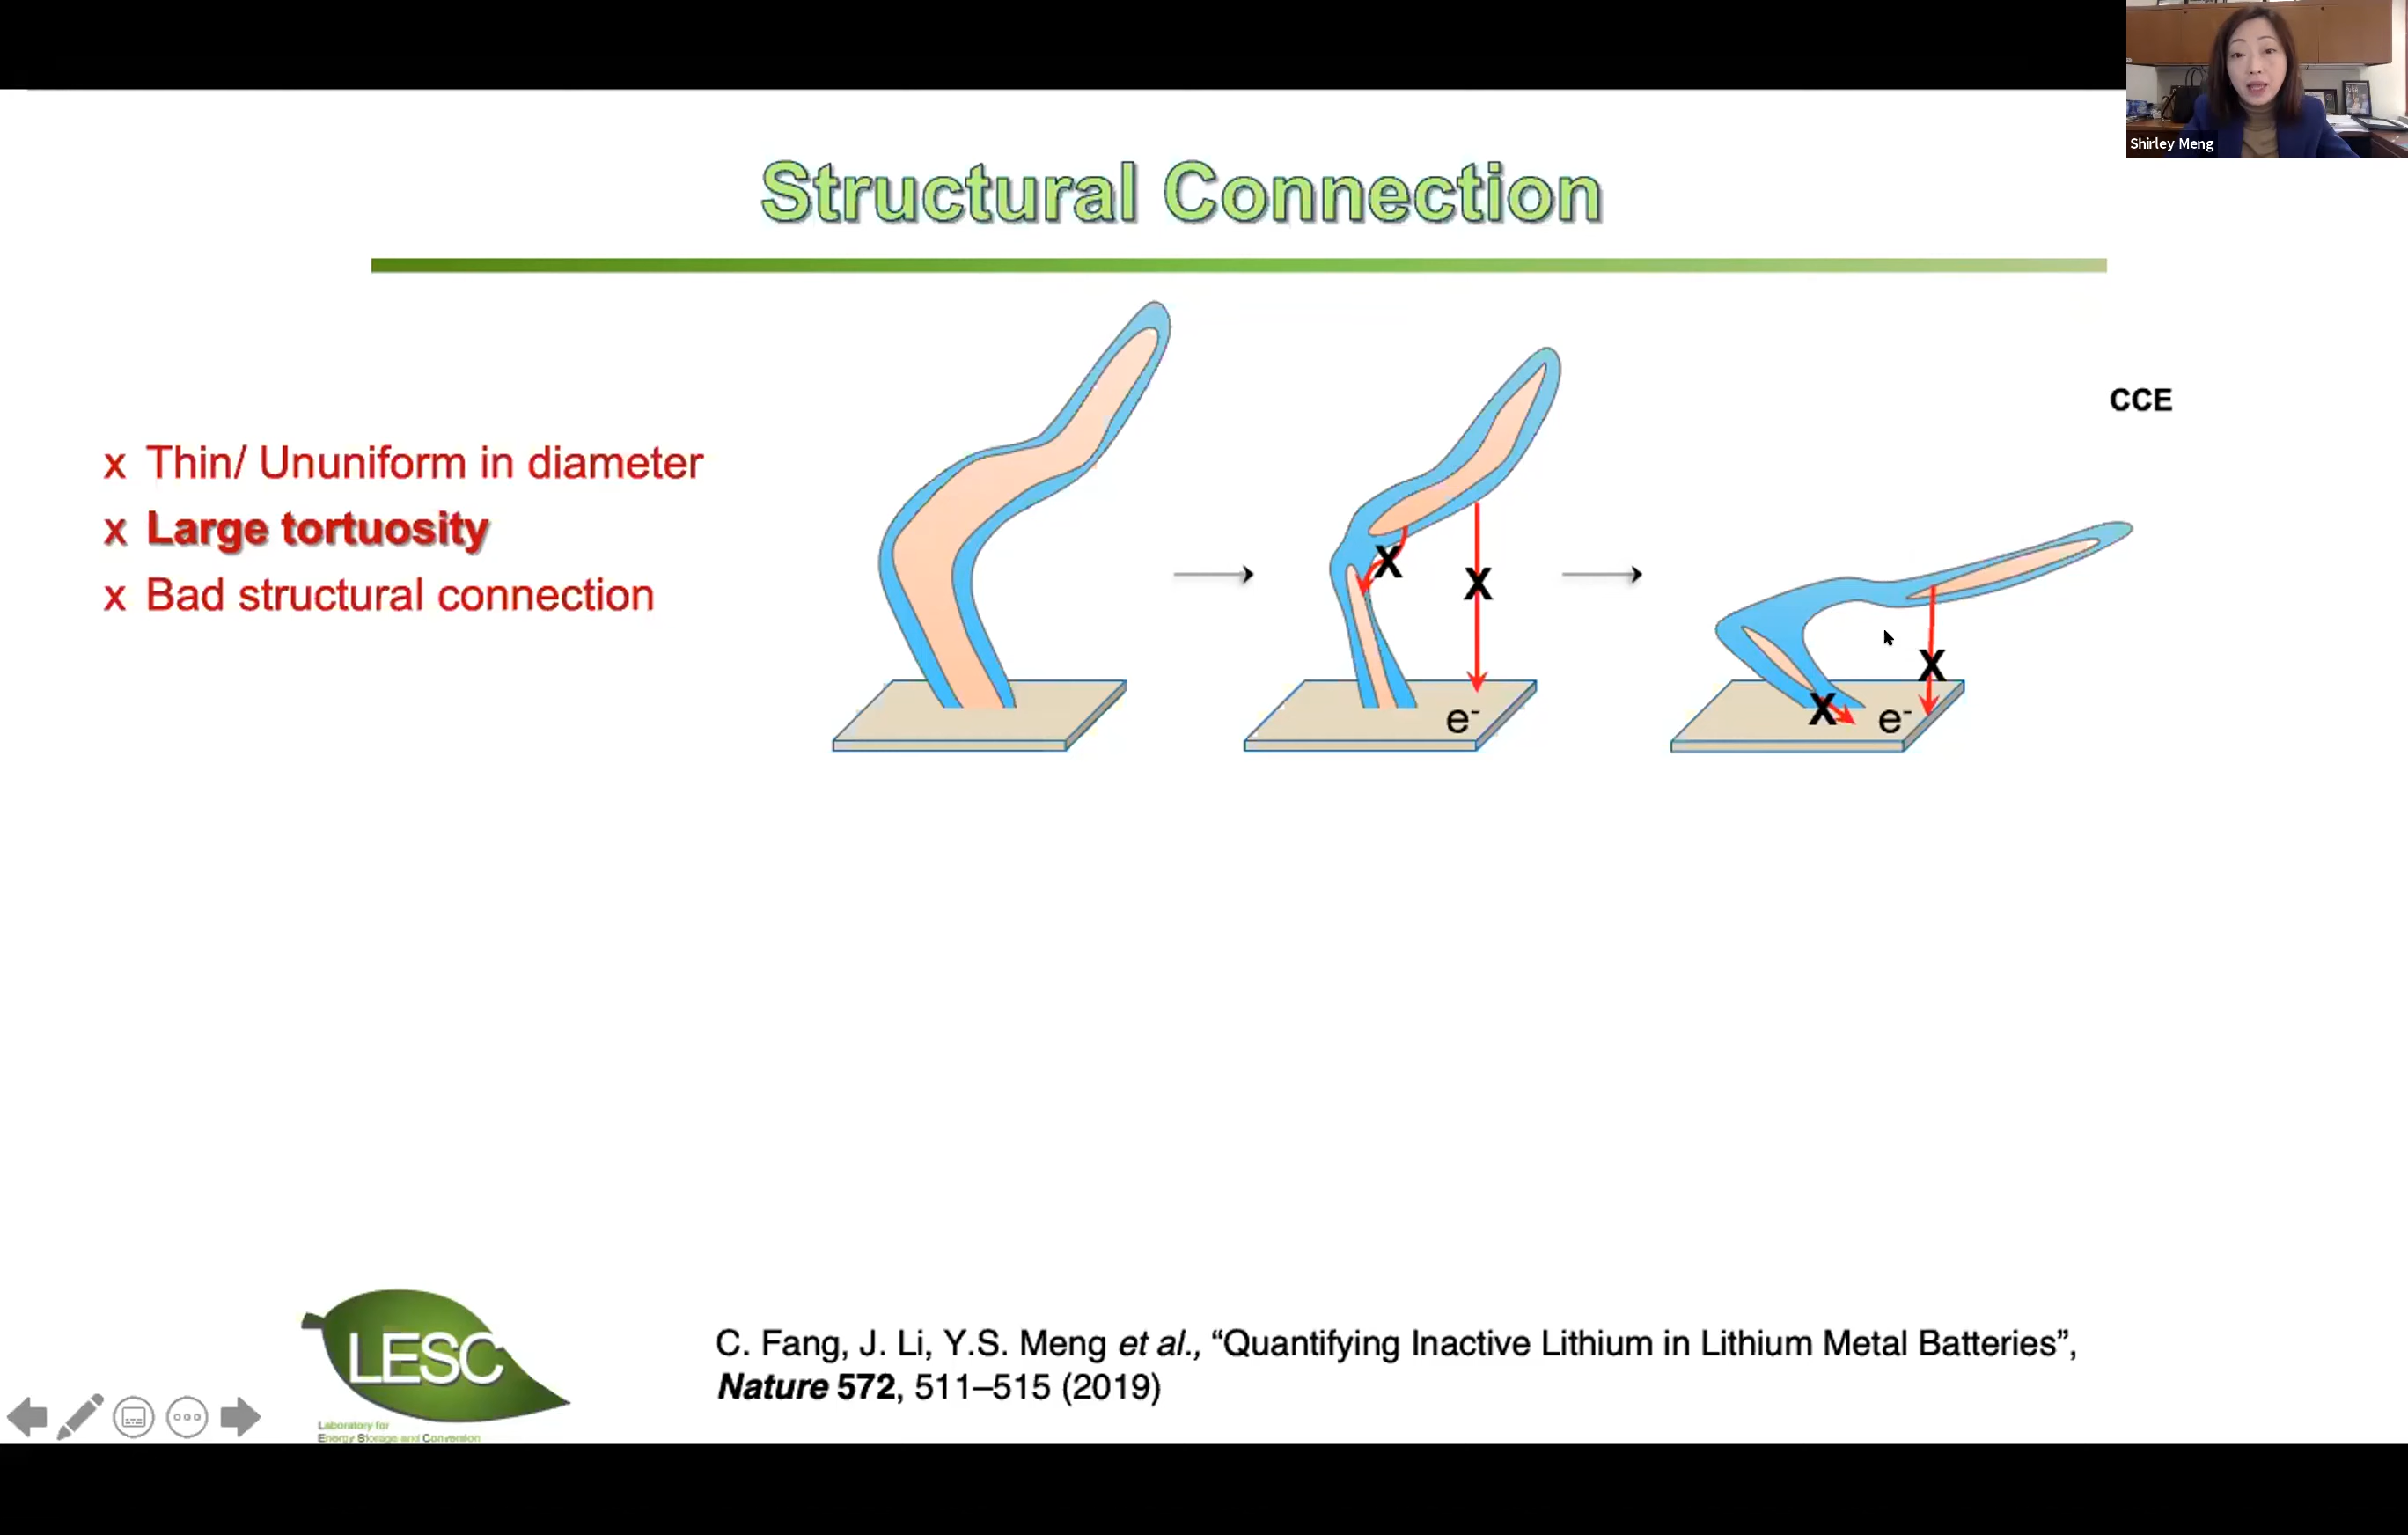 Shirley Meng
Structural Connection
CCE
x Thin/ Ununiform in diameter
x Large tortuosity
x Bad structural connection
X
X
X
X
e-
e-
LESC
Laboratory for
Energy Storage and Conversion
C. Fang, J. Li, Y.S. Meng et al., “Quantifying Inactive Lithium in Lithium Metal Batteries”,
Nature 572, 511–515 (2019)